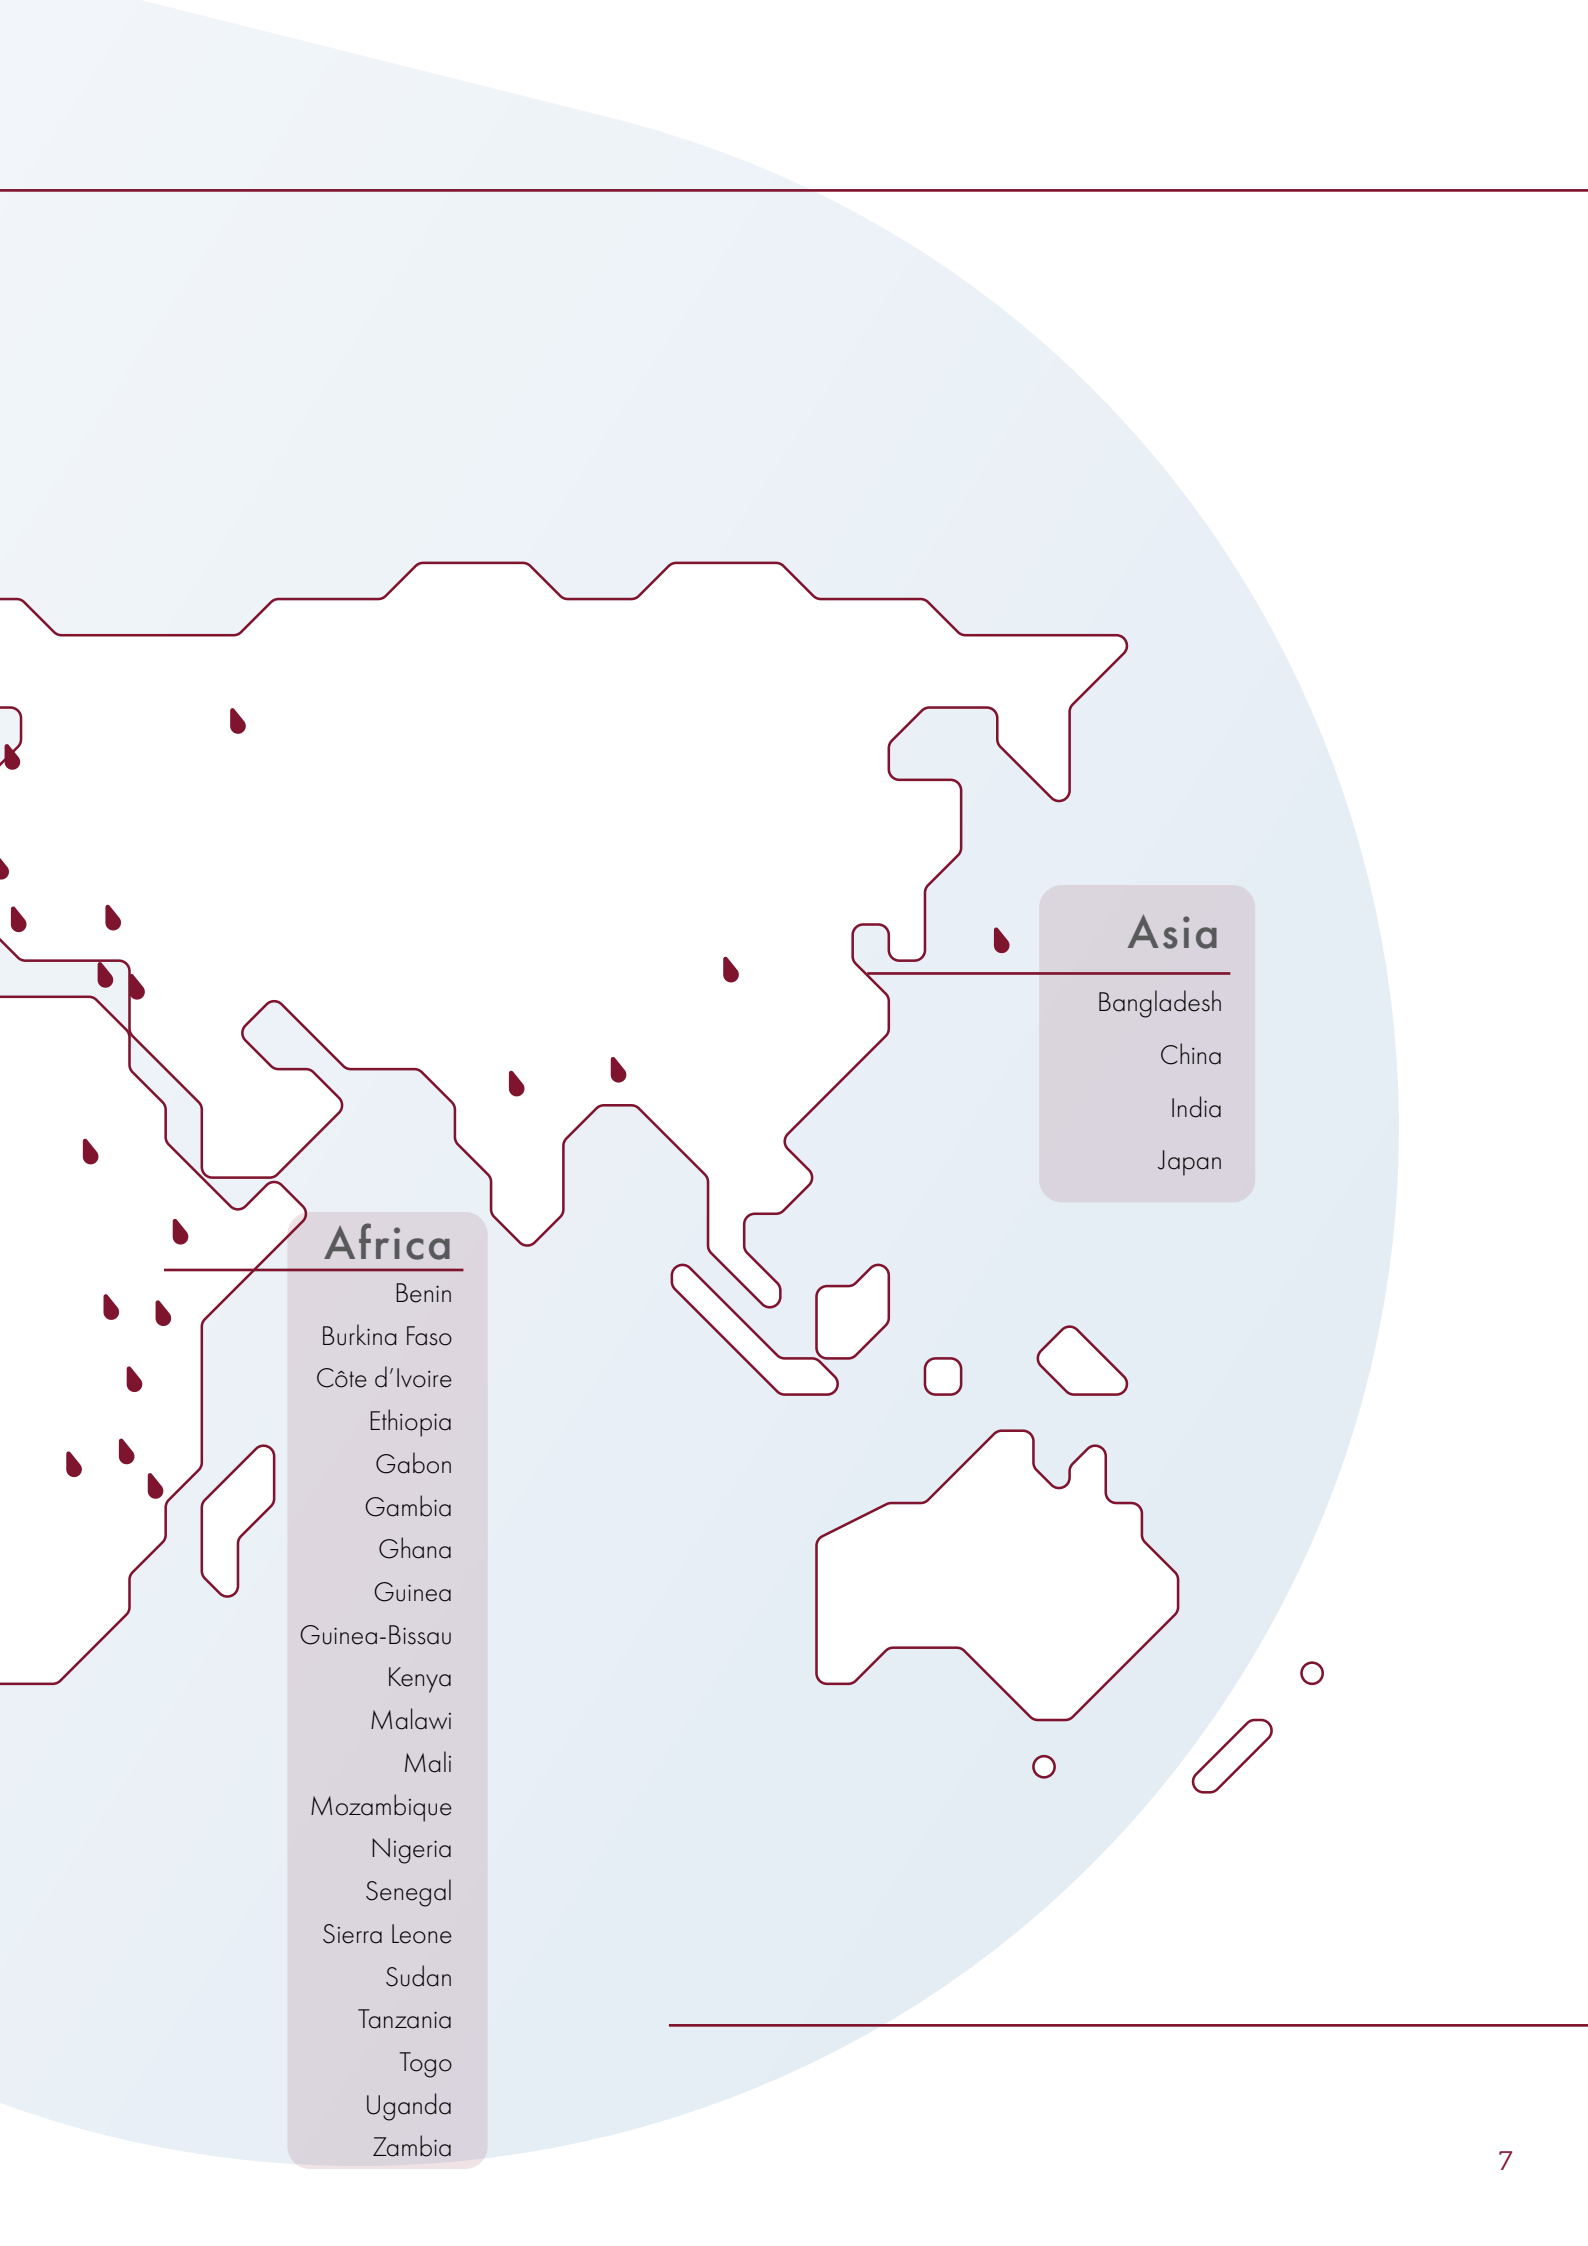 Asia
Bangladesh
China
India
Japan
Africa
Benin
Burkina Faso
Côte d’Ivoire
Ethiopia
Gabon
Gambia
Ghana
Guinea
Guinea-Bissau
Kenya
Malawi
Mali
Mozambique
Nigeria
Senegal
Sierra Leone
Sudan
Tanzania
Togo
Uganda
Zambia
7